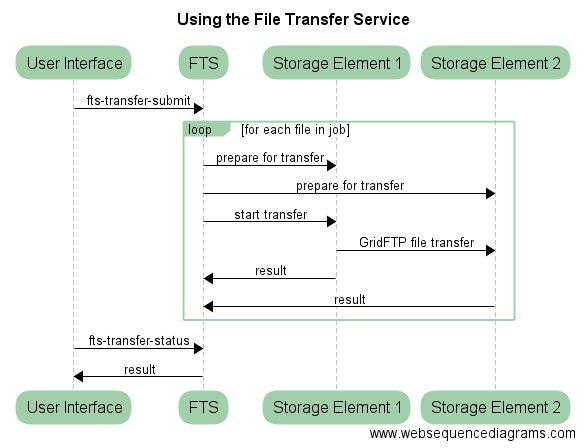 Using the File Transfer Service
User Interface FTS Storage Element 1 Storage Element 2
fts-transfer-submit
loop [for each file in job]
prepare for transfer
prepare for transfer
start transfer
GridFTP file transfer
result
result
fts-transfer-status
result
User Interface FTS Storage Element 1 Storage Element 2
www.websequencediagrams.com